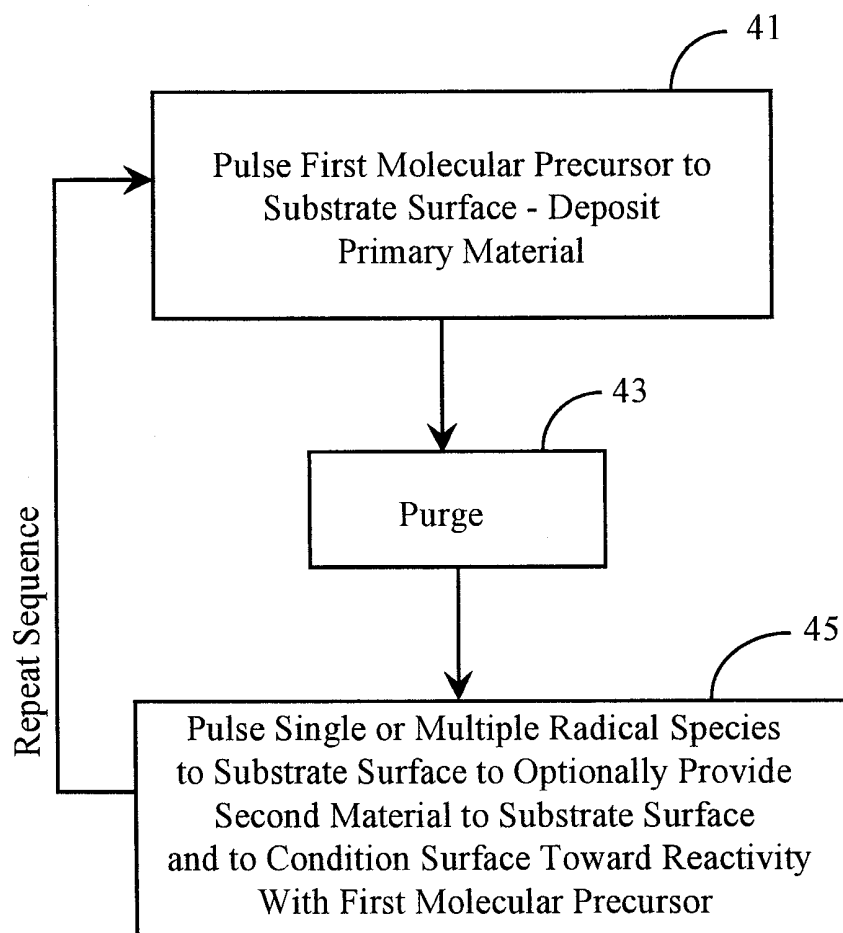 41
Pulse First Molecular Precursor to
Substrate Surface - Deposit
Primary Material
43
Purge
Repeat Sequence
45
Pulse Single or Multiple Radical Species
to Substrate Surface to Optionally Provide
Second Material to Substrate Surface
and to Condition Surface Toward Reactivity
With First Molecular Precursor